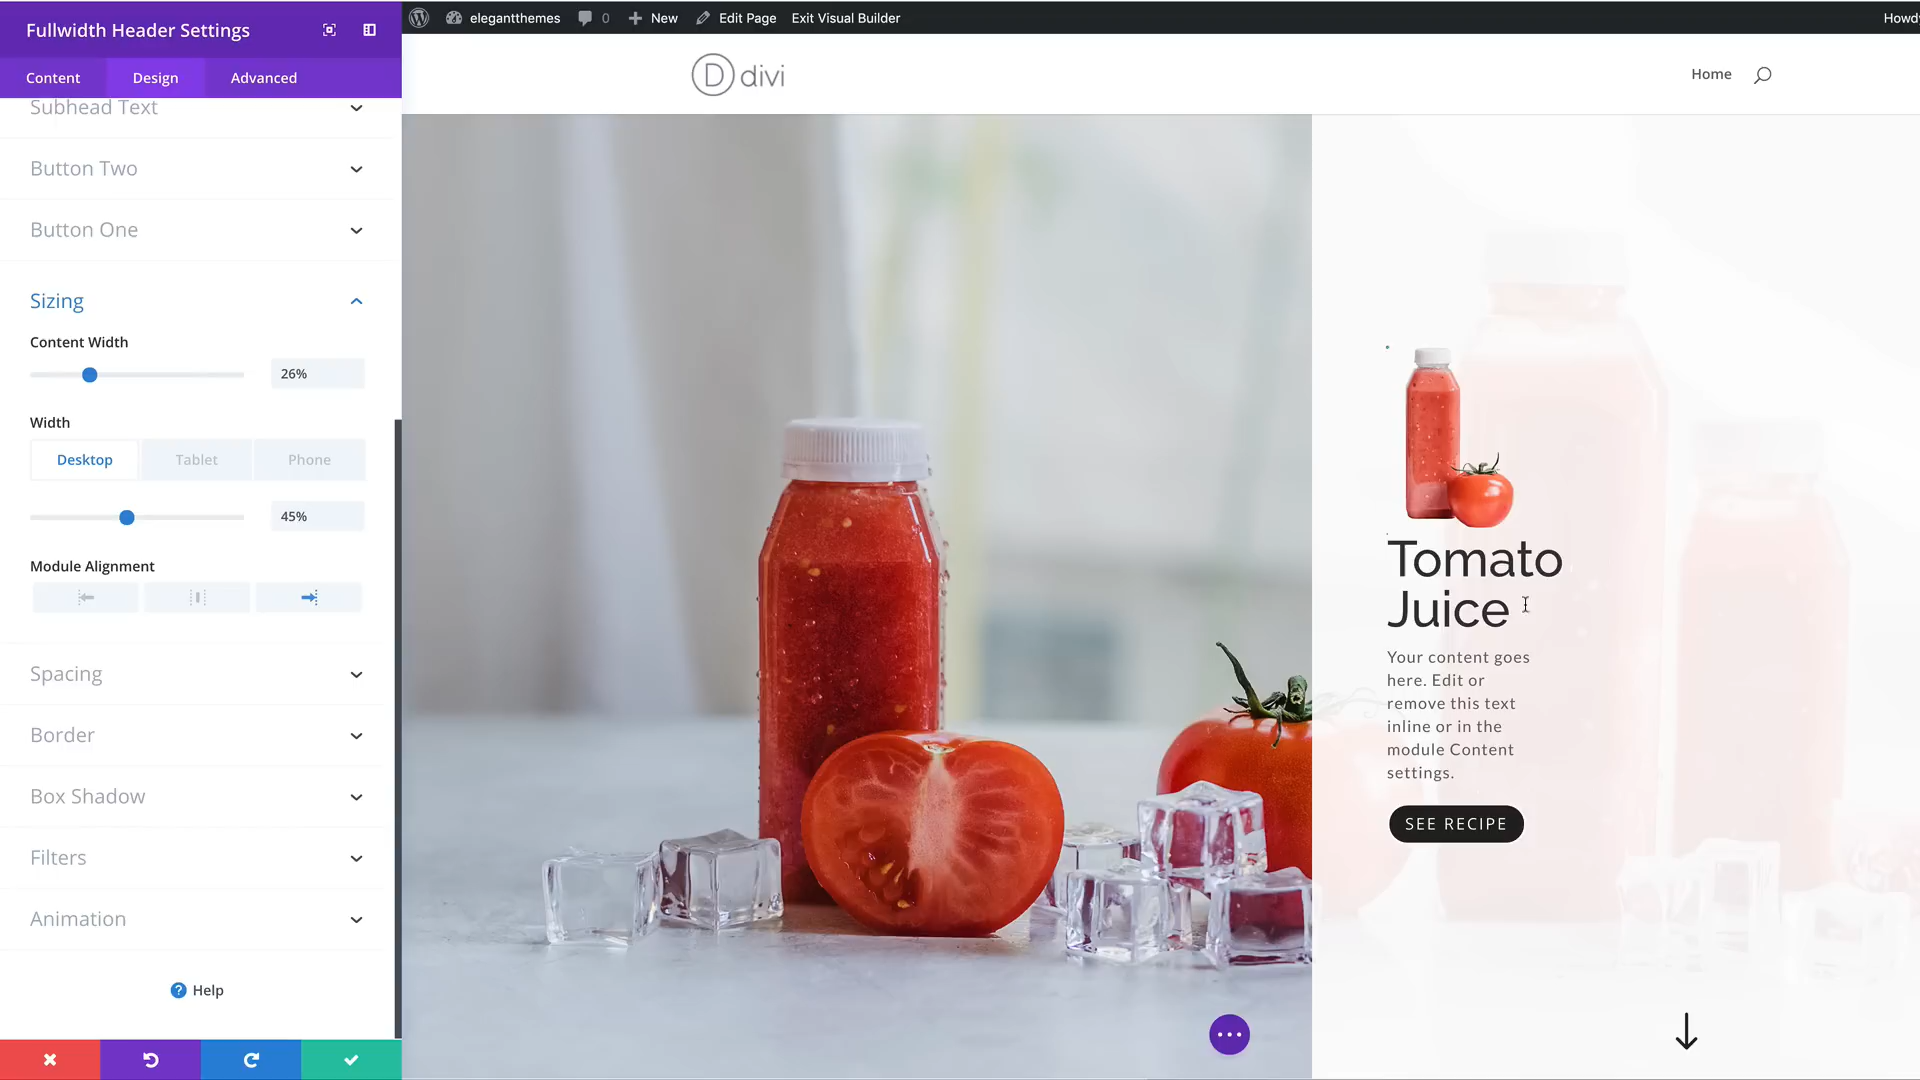 Fullwidth Header Settings
Content
Design
Advanced
Subhead Text
Button Two
Button One
Sizing
Content Width
26%
Width
Desktop
Tablet
Phone
45%
Module Alignment
Spacing
Border
Box Shadow
Filters
Animation
Help
elegantthemes
0
New
Edit Page
Exit Visual Builder
Howdy
D divi
Home
Tomato
Juice
Your content goes
here. Edit or
remove this text
inline or in the
module Content
settings.
SEE RECIPE